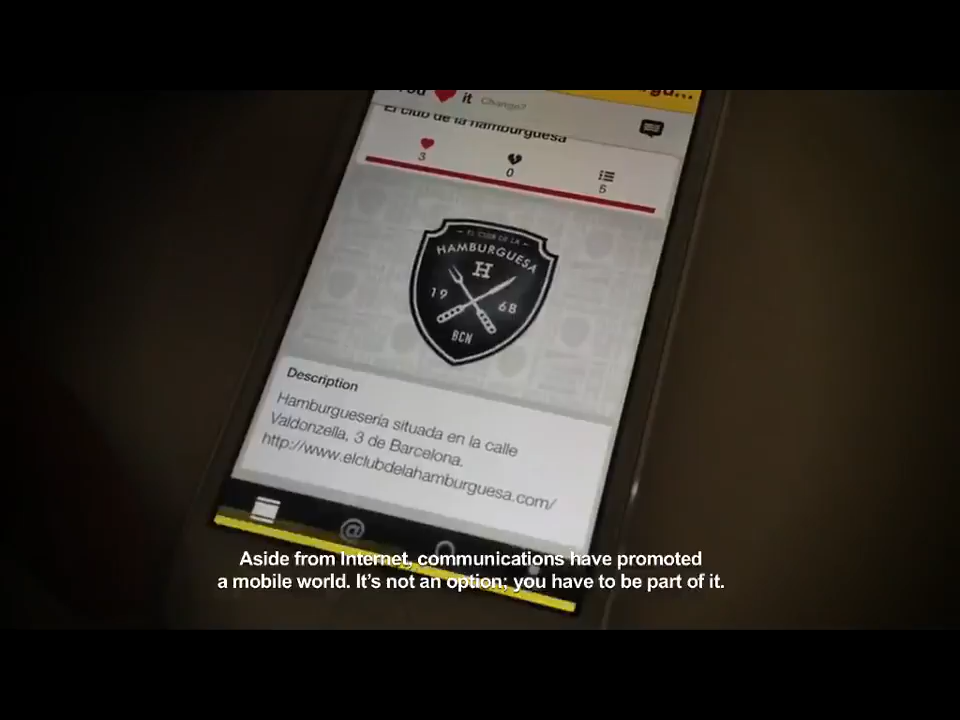 You ❤ it Change?
El club de la hamburguesa
3
0
5
EL CLUB DE LA
HAMBURGUESA
H
19 68
BCN
Description
Hamburguesería situada en la calle
Valdonzella, 3 de Barcelona.
http://www.elclubdelahamburguesa.com/
@
Aside from Internet, communications have promoted
a mobile world. It's not an option; you have to be part of it.